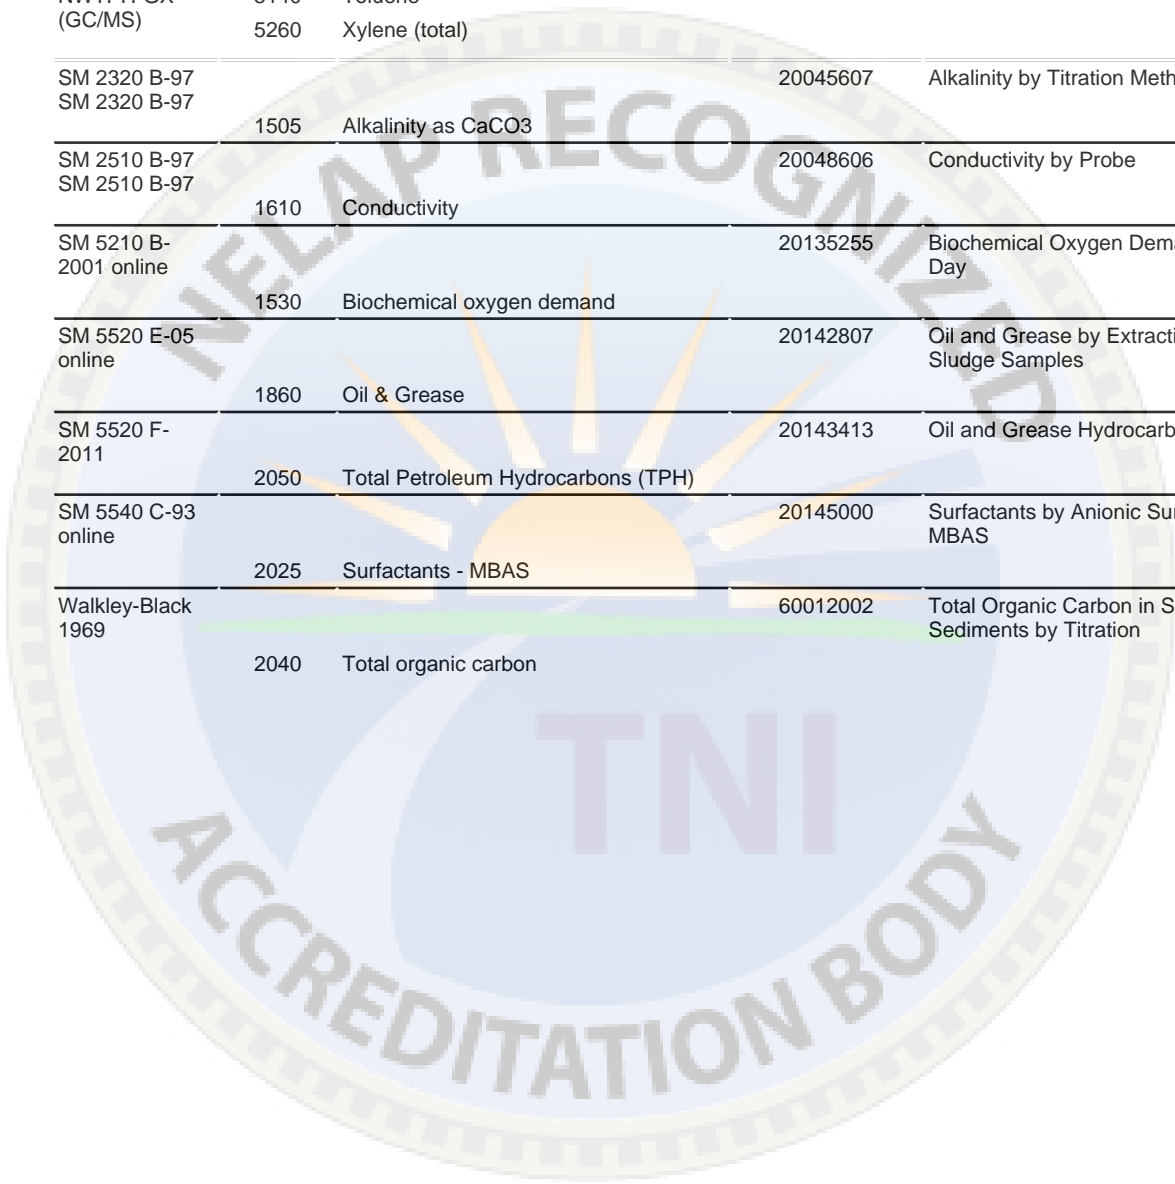 (GC/MS)
5260 Xylene (total)
SM 2320 B-97 20045607 Alkalinity by Titration
SM 2320 B-97
1505 Alkalinity as CaCO3
SM 2510 B-97 20048606 Conductivity by Probe
SM 2510 B-97
1610 Conductivity
SM 5210 B- 20135255 Biochemical Oxygen
2001 online Day
1530 Biochemical oxygen demand
SM 5520 E-05 20142807 Oil and Grease by
online Sludge Samples
1860 Oil & Grease
SM 5520 F- 20143413 Oil and Grease
2011
2050 Total Petroleum Hydrocarbons (TPH)
SM 5540 C-93 20145000 Surfactants by Anionic
online MBAS
2025 Surfactants - MBAS
Walkley-Black 60012002 Total Organic Carbon in
1969 Sediments by Titration
2040 Total organic carbon
NELAP RECOGNIZED
TNI
ACCREDITATION BODY